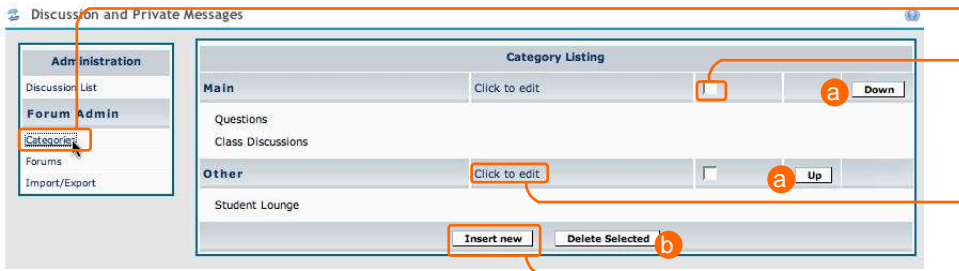 Discussion and Private Messages
Administration
Discussion List
Forum Admin
Categories
Forums
Import/Export
Category Listing
Main Click to edit a Down
Questions
Class Discussions
Other Click to edit a Up
Student Lounge
Insert new Delete Selected b